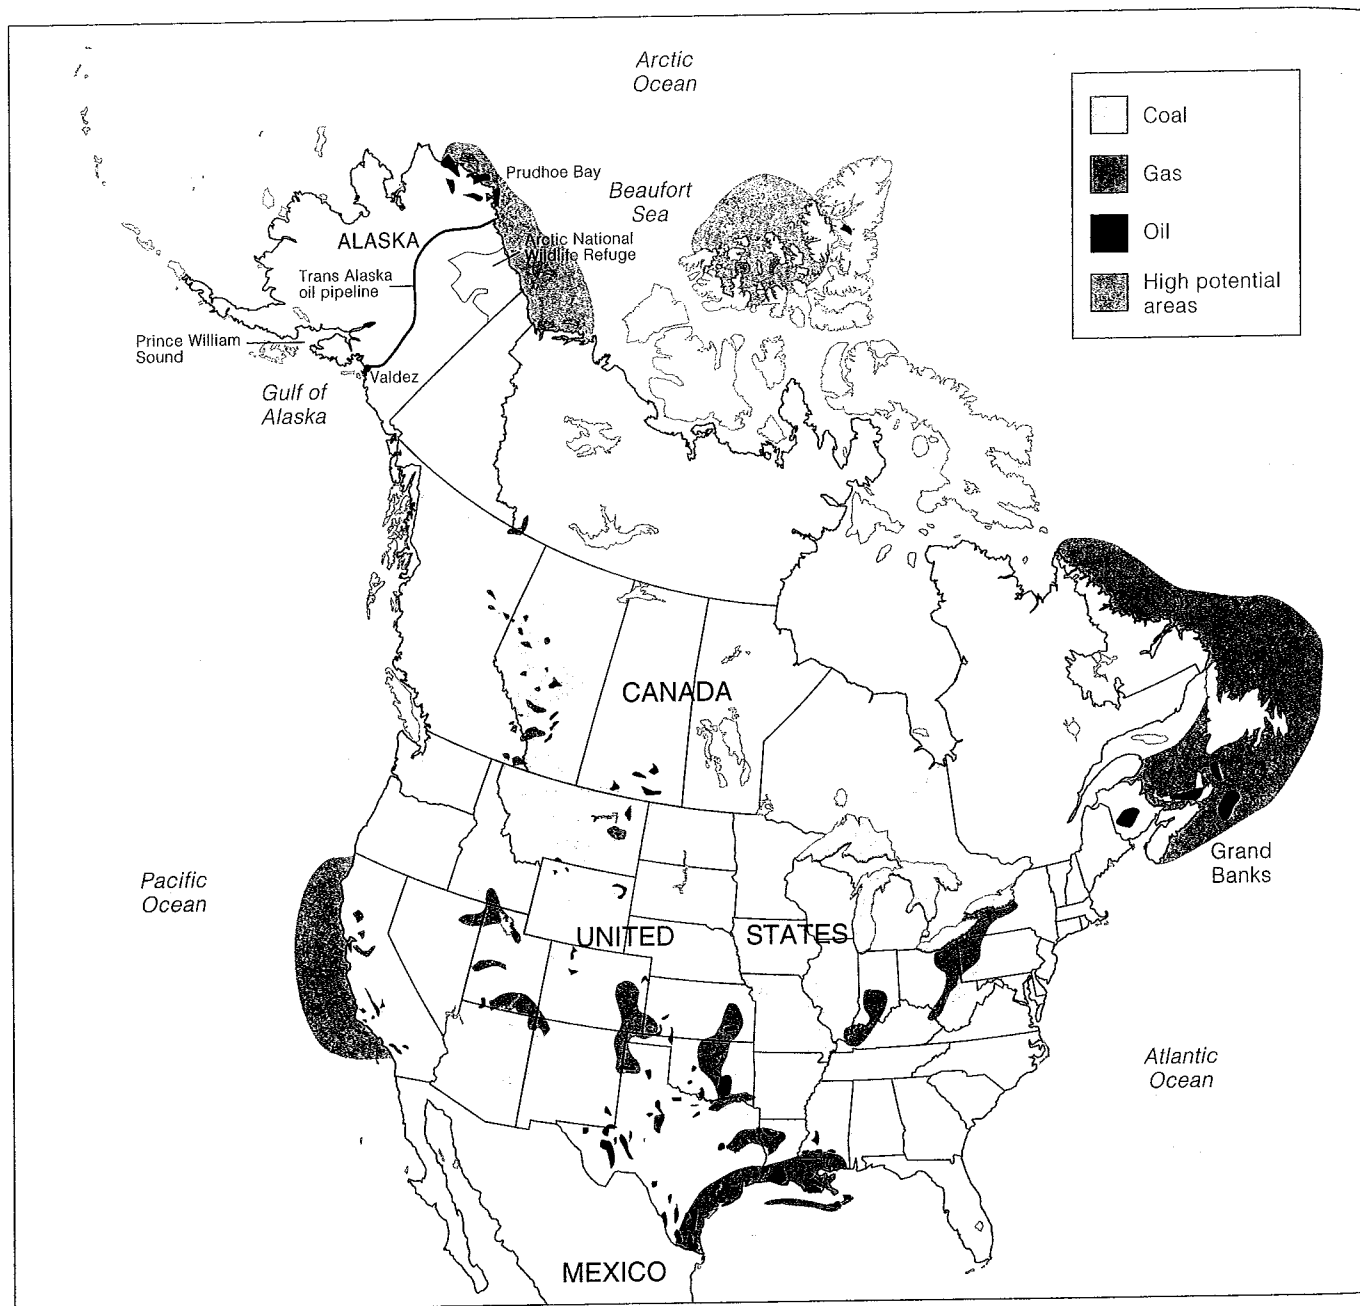 Arctic
Ocean
Coal
Gas
Oil
High potential
areas
Prudhoe Bay
Beaufort
Sea
ALASKA
Arctic National
Wildlife Refuge
Trans Alaska
oil pipeline
Prince William
Sound
Valdez
Gulf of
Alaska
CANADA
Grand
Banks
Pacific
Ocean
UNITED STATES
Atlantic
Ocean
MEXICO